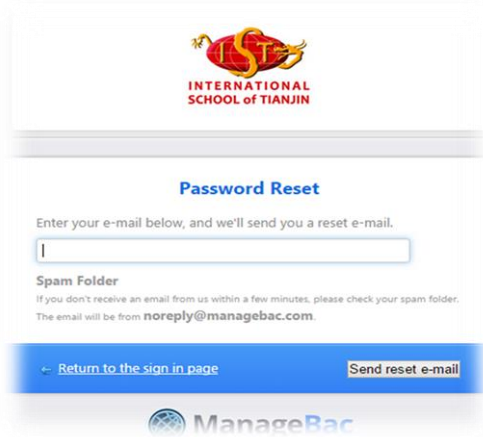 IST
INTERNATIONAL
SCHOOL of TIANJIN
Password Reset
Enter your e-mail below, and we'll send you a reset e-mail.
Spam Folder
If you don't receive an email from us within a few minutes, please check your spam folder.
The email will be from noreply@managebac.com.
← Return to the sign in page
Send reset e-mail
ManageBac